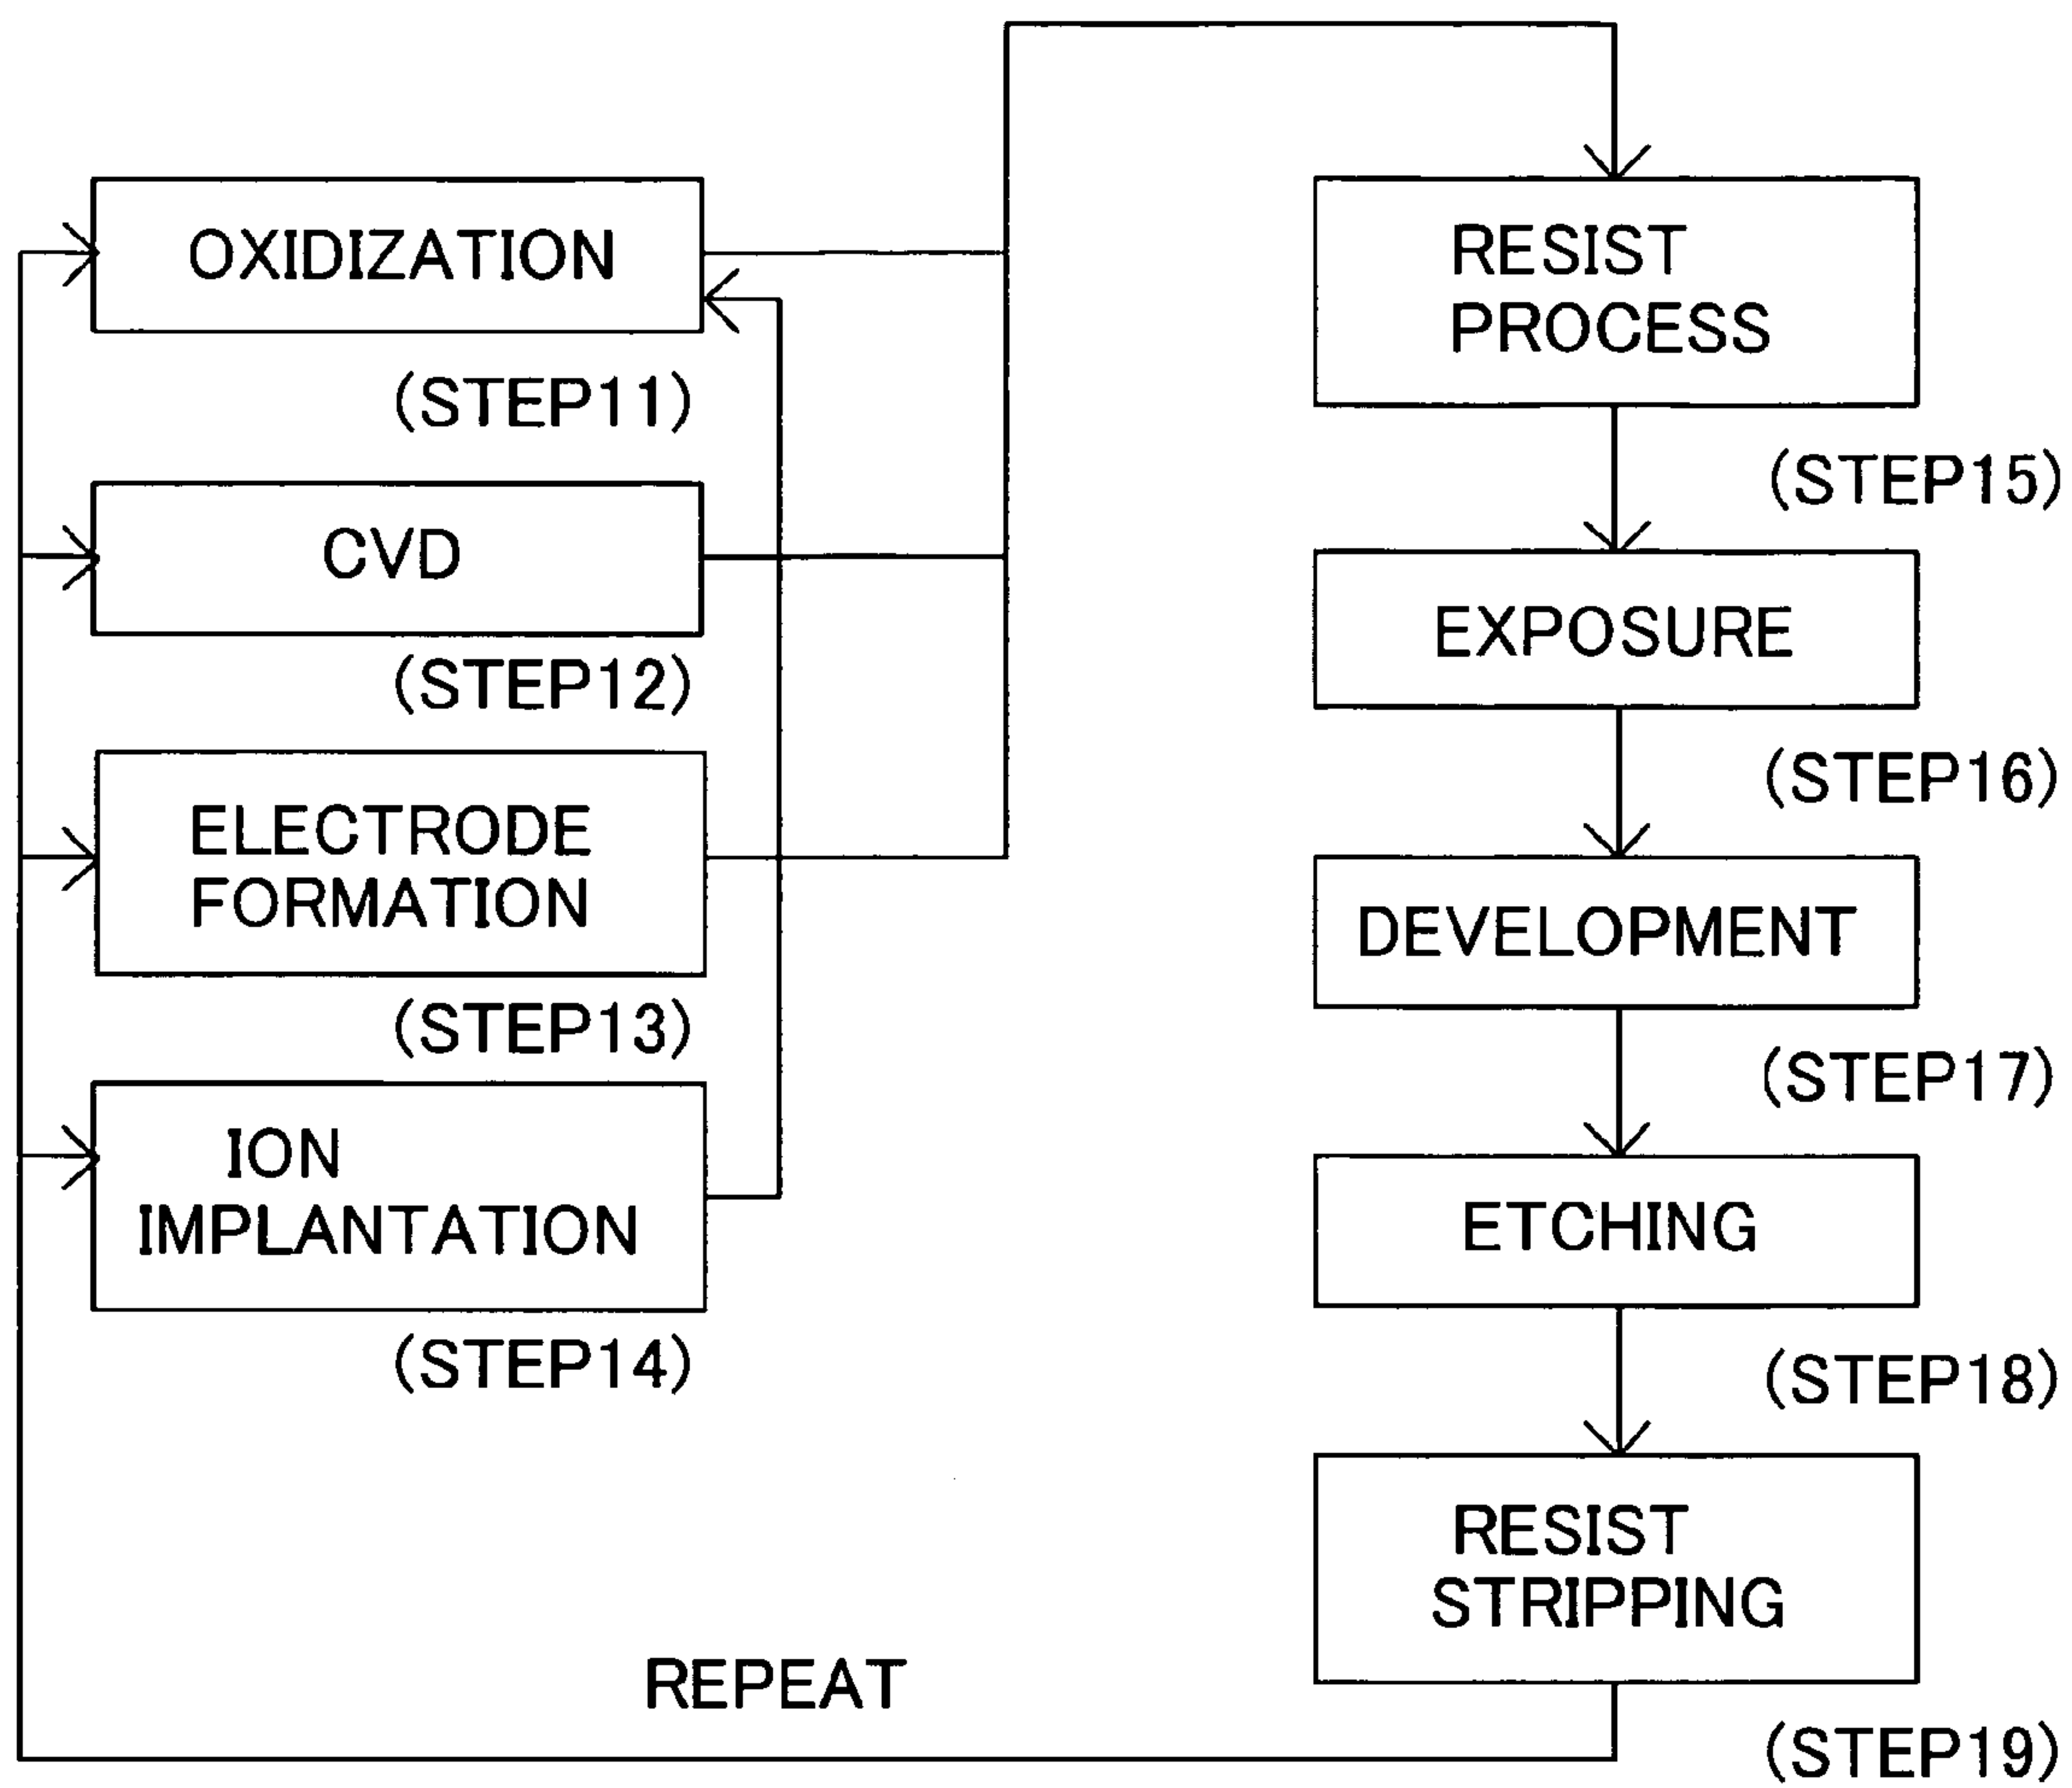 OXIDIZATION
(STEP11)
CVD
(STEP12)
ELECTRODE
FORMATION
(STEP13)
ION
IMPLANTATION
(STEP14)
RESIST
PROCESS
(STEP15)
EXPOSURE
(STEP16)
DEVELOPMENT
(STEP17)
ETCHING
(STEP18)
RESIST
STRIPPING
(STEP19)
REPEAT